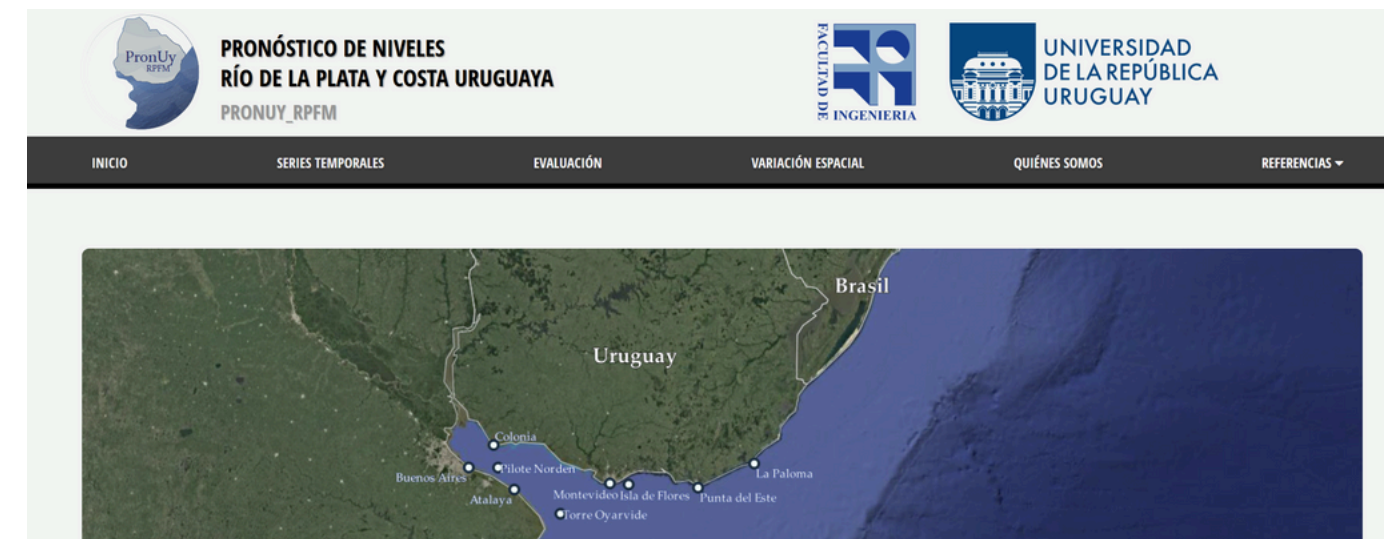 PronUy
RPFM
PRONÓSTICO DE NIVELES
RÍO DE LA PLATA Y COSTA URUGUAYA
PRONUY_RPFM
FACULTAD DE
INGENIERIA
UNIVERSIDAD
DE LA REPÚBLICA
URUGUAY
INICIO SERIES TEMPORALES EVALUACIÓN VARIACIÓN ESPACIAL QUIÉNES SOMOS REFERENCIAS
Brasil
Uruguay
Colonia
Buenos Aires
Pilote Norden
La Paloma
Atalaya
Montevideo
Isla de Flores
Punta del Este
Torre Oyarvide